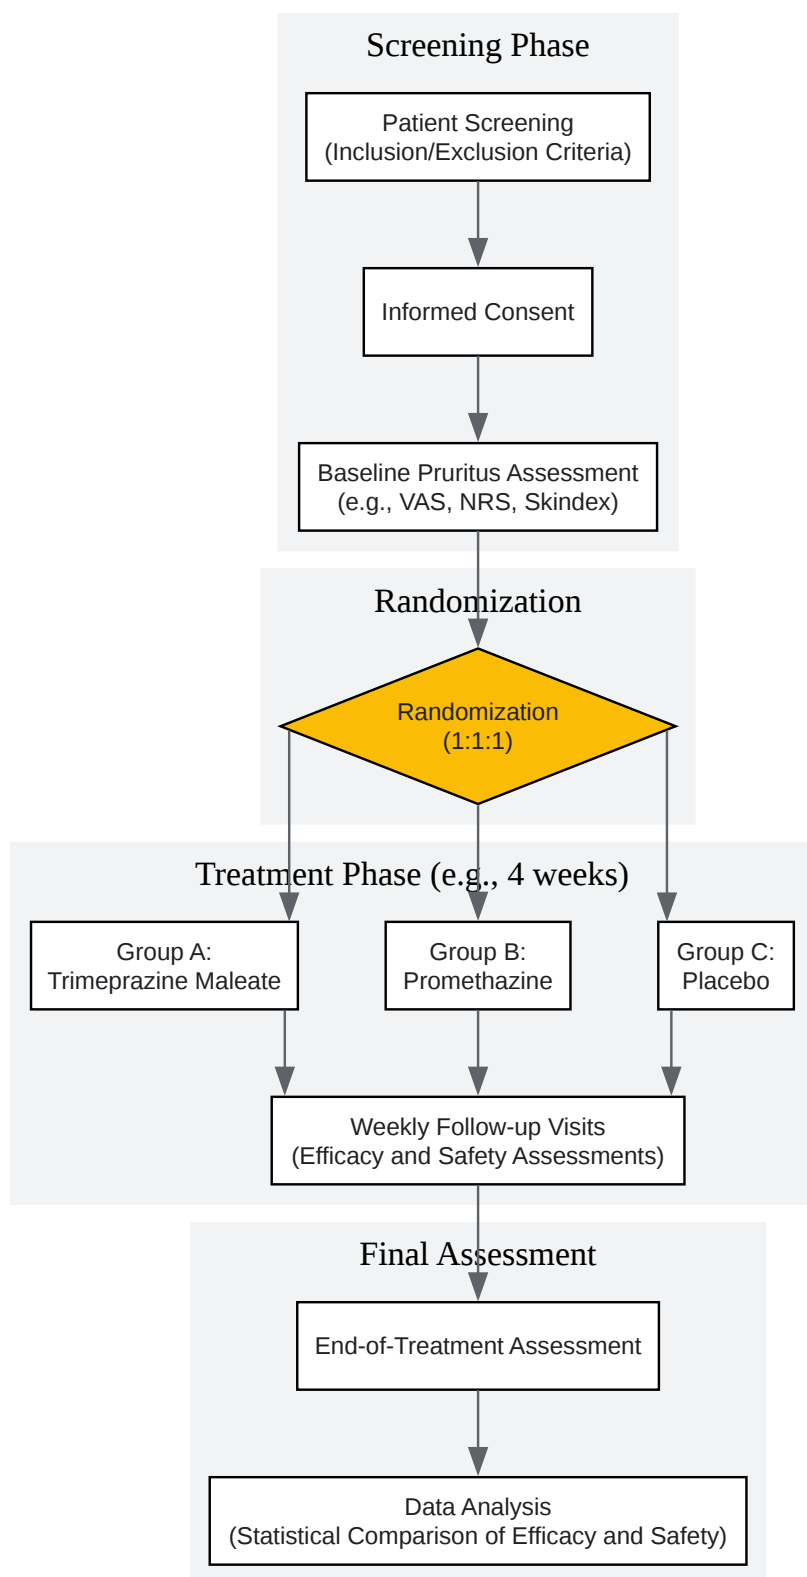 Screening Phase
Patient Screening
(Inclusion/Exclusion Criteria)
Informed Consent
Baseline Pruritus Assessment
(e.g., VAS, NRS, Skindex)
Randomization
Randomization
(1:1:1)
Treatment Phase (e.g., 4 weeks)
Group A:
Trimeprazine Maleate
Group B:
Promethazine
Group C:
Placebo
Weekly Follow-up Visits
(Efficacy and Safety Assessments)
Final Assessment
End-of-Treatment Assessment
Data Analysis
(Statistical Comparison of Efficacy and Safety)